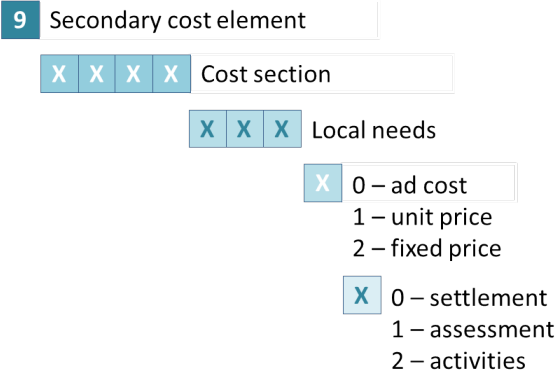 9 Secondary cost element
X X X X Cost section
X X X Local needs
X 0 – ad cost
1 – unit price
2 – fixed price
X 0 – settlement
1 – assessment
2 – activities